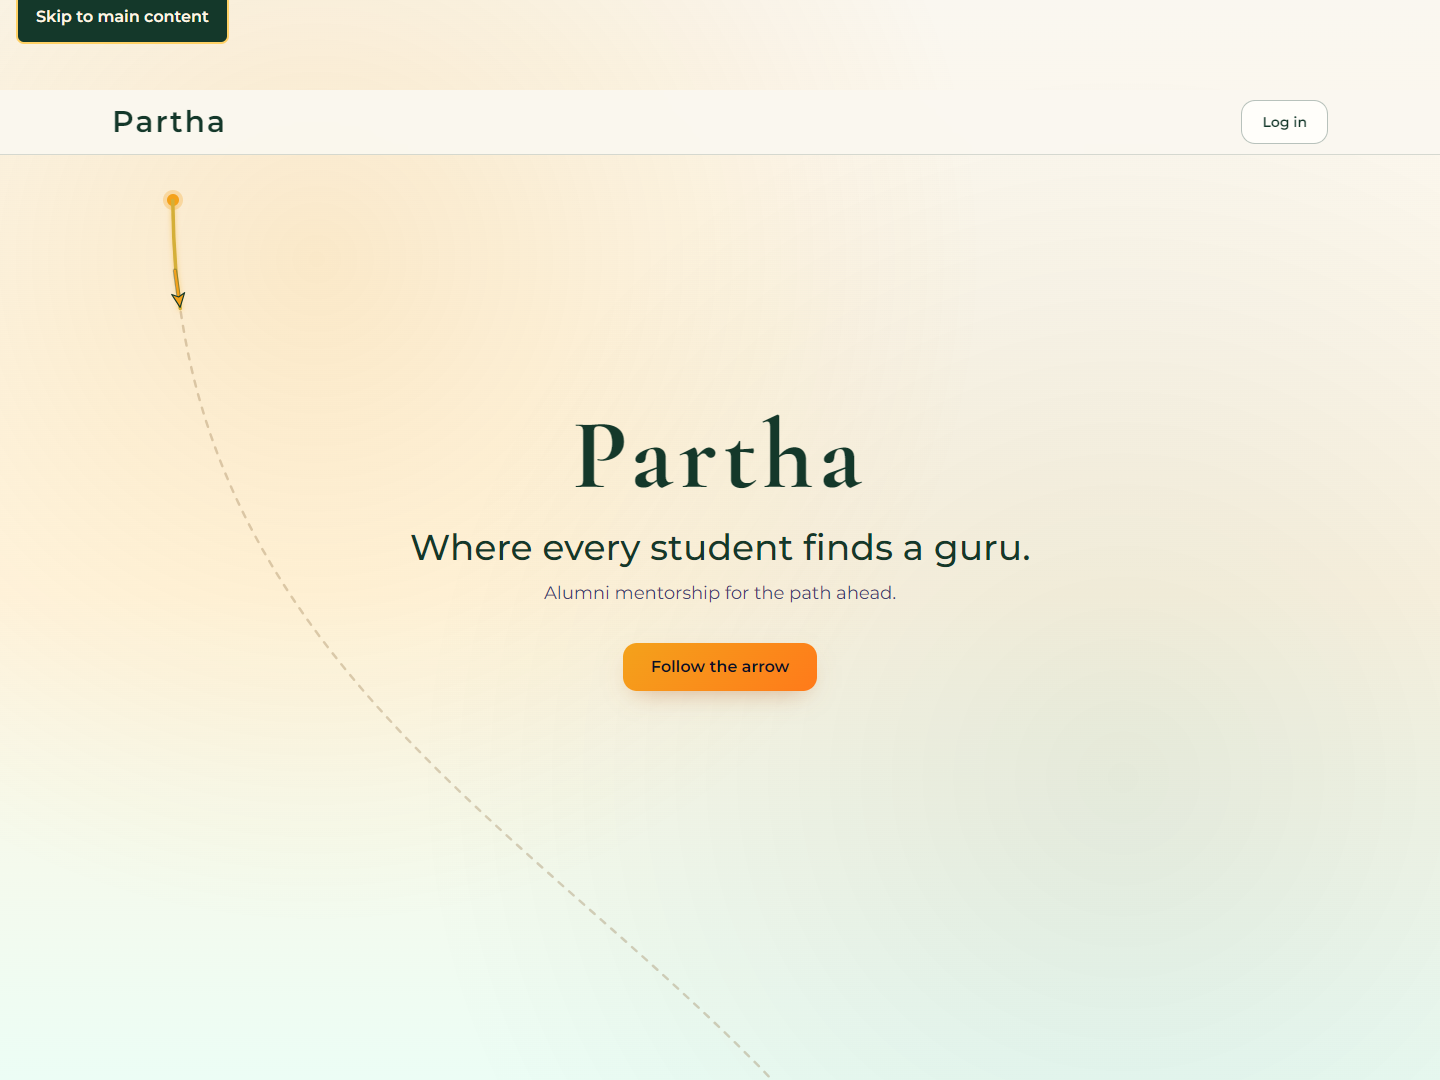 Skip to main content
Partha
Log in
Partha
Where every student finds a guru.
Alumni mentorship for the path ahead.
Follow the arrow